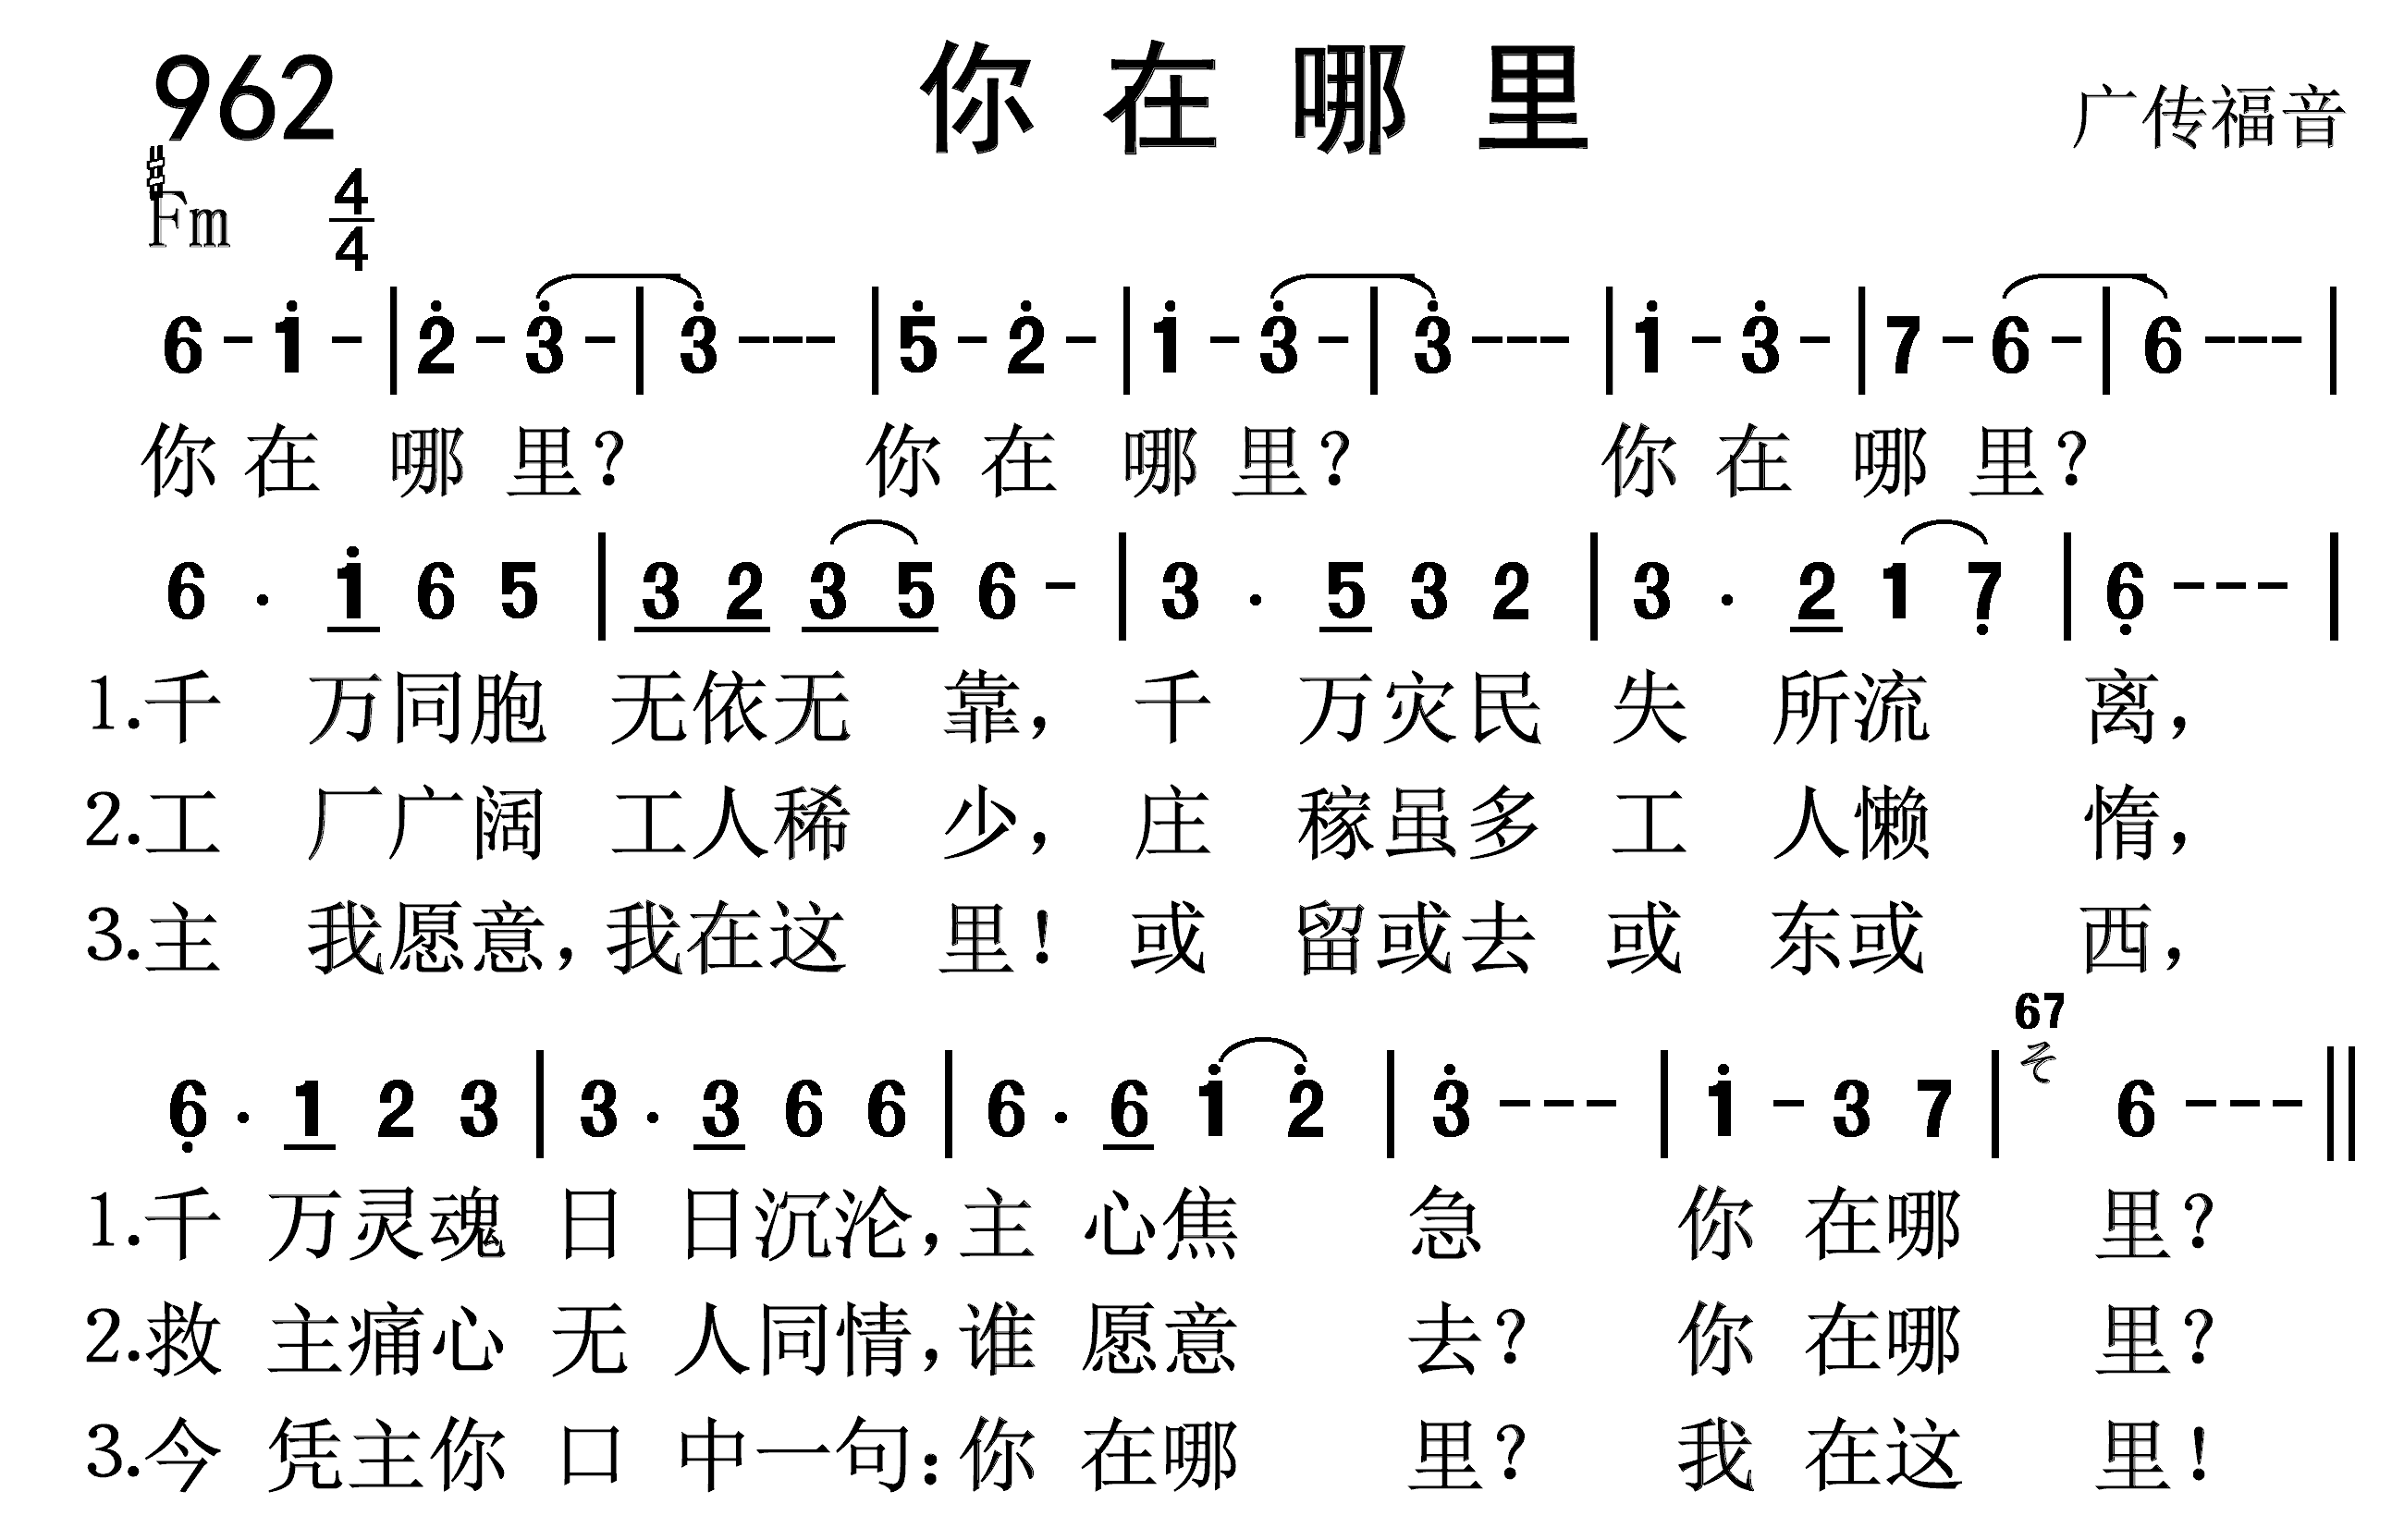 962 你在哪里 广传福音
#Fm 4/4
6 - i - | 2̇ - 3̇ - | 3̇ - - - | 5̇ - 2̇ - | i - 3̇ - | 3̇ - - - | i - 3̇ - | 7 - 6 - | 6 - - - |
你在 哪里? 你在 哪里? 你在 哪里?
6 . i 6 5 | 3 2 3 5 6 - | 3 . 5 3 2 | 3 . 2 1 7̣ | 6̣ - - - |
1.千 万同胞 无依无 靠, 千 万灾民 失 所流 离,
2.工 厂广阔 工人稀 少, 庄 稼虽多 工 人懒 惰,
3.主 我愿意, 我在这 里! 或 留或去 或 东或 西,
67
6̣ . 1 2 3 | 3 . 3 6 6 | 6 . 6 i 2̇ | 3̇ - - - | i - 3 7 | 6 - - - ||
1.千 万灵魂 日 日沉沦, 主 心焦 急 你 在哪 里?
2.救 主痛心 无 人同情, 谁 愿意 去? 你 在哪 里?
3.今 凭主你 口 中一句: 你 在哪 里? 我 在这 里!